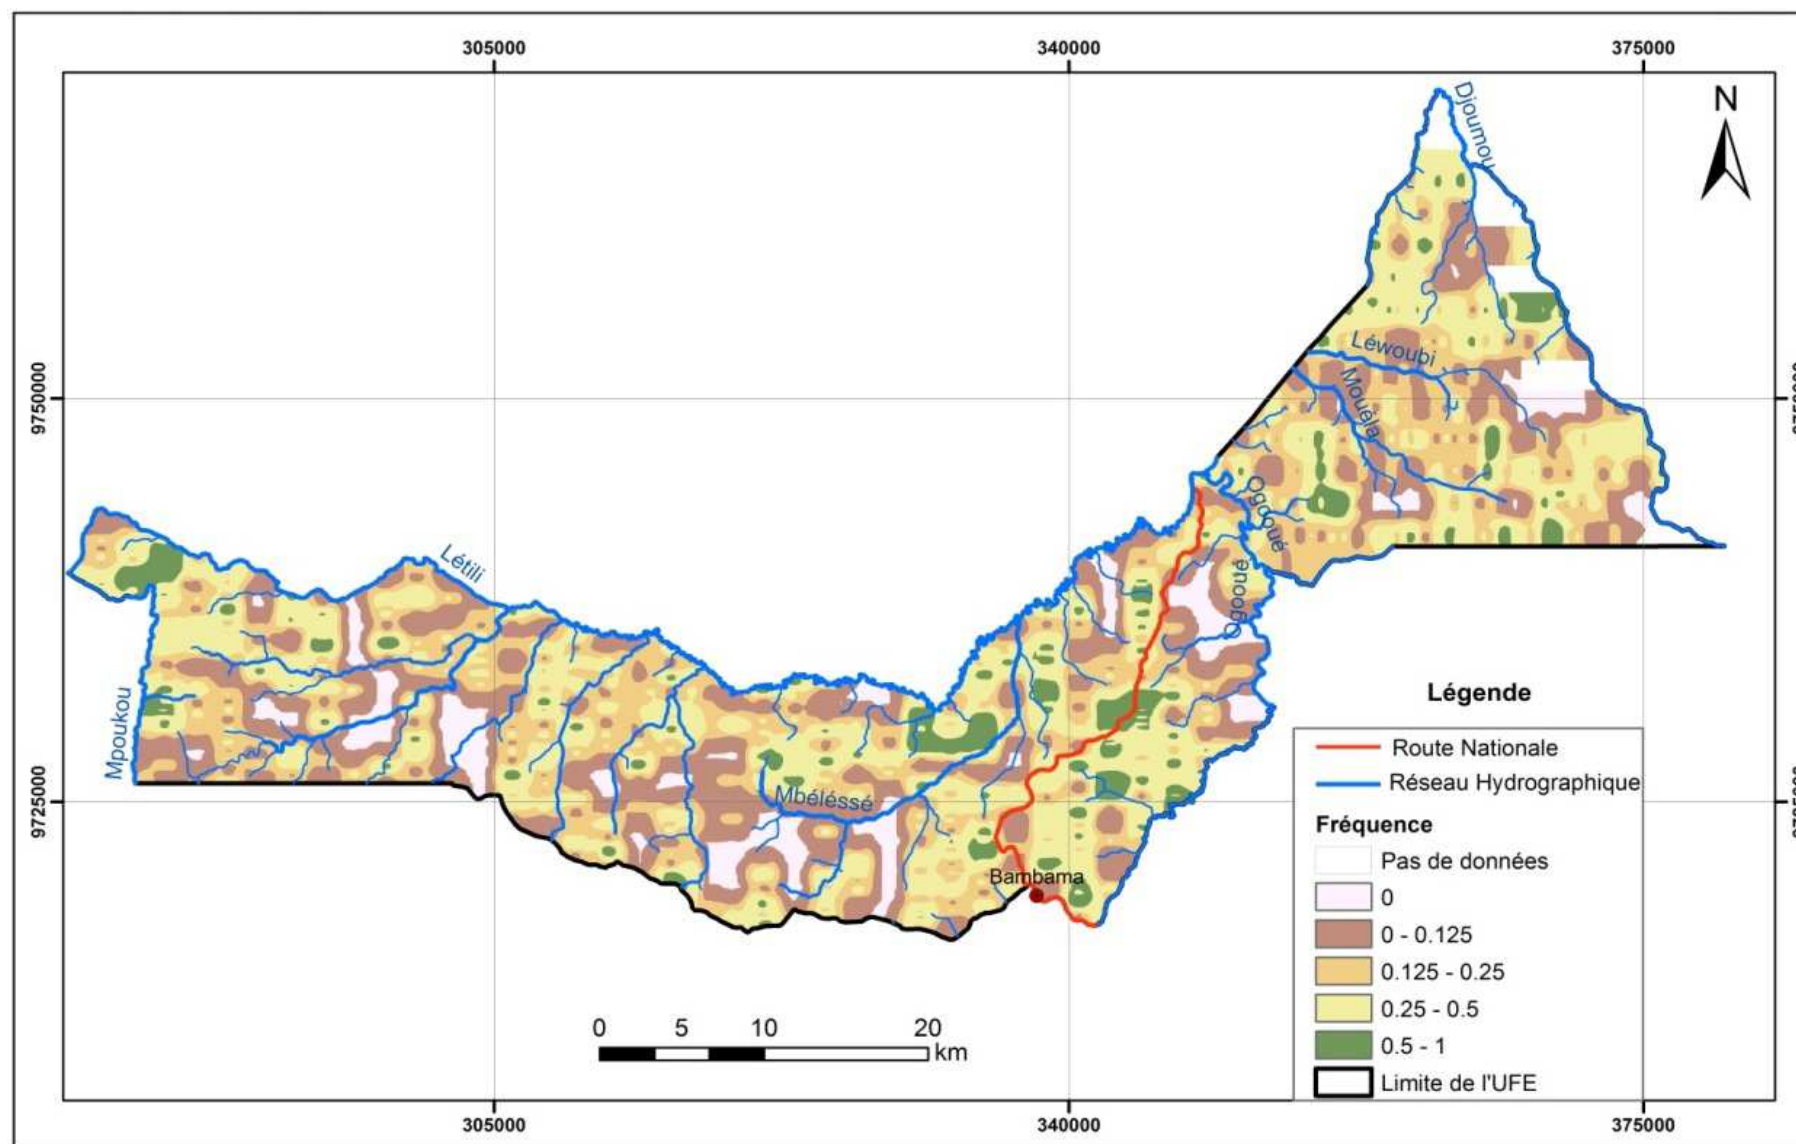 305000 340000 375000
Djoumou
N
Léwoubi
9750000
Mouéla
Ogooué
Létili
Ogooué
Mpoukou
Légende
Route Nationale
Réseau Hydrographique
9725000
Mbéléssé
Fréquence
Pas de données
Bambama
0
0 - 0.125
0.125 - 0.25
0.25 - 0.5
0 5 10 20
km
0.5 - 1
Limite de l'UFE
305000 340000 375000